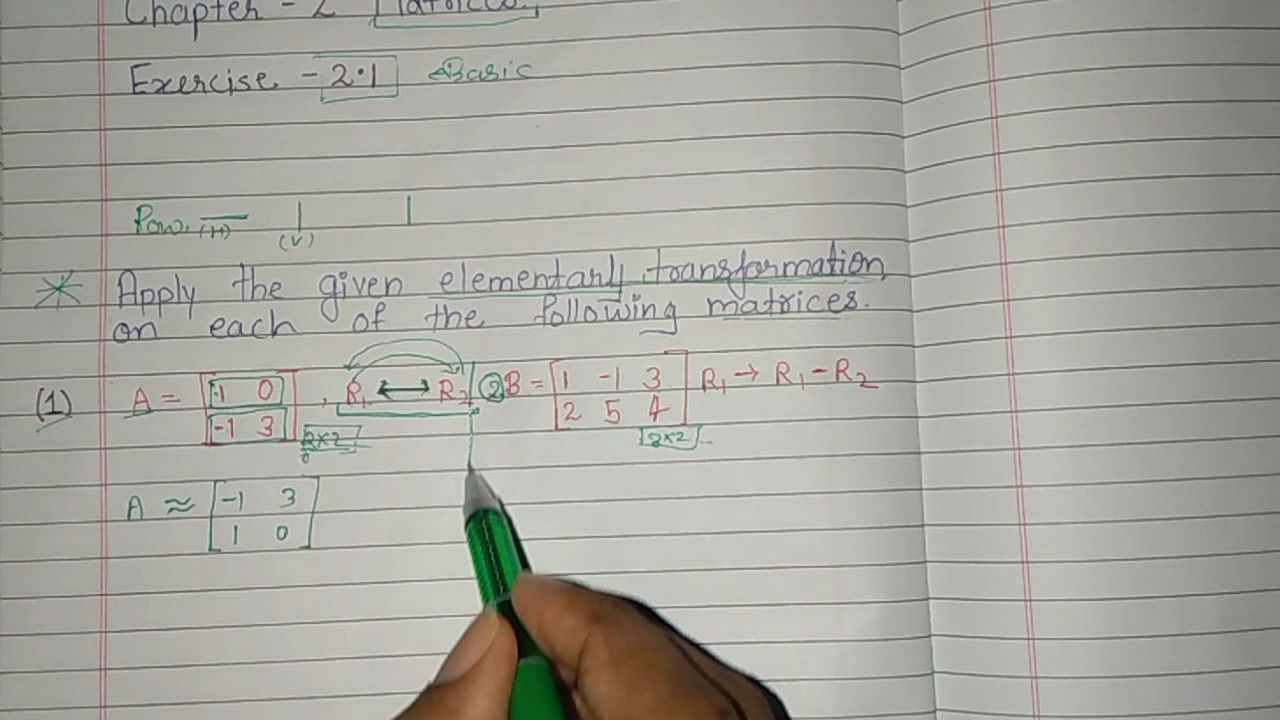 Chapter - 2 Matrices.
Exercise - 2.1 Basic
Row. (H) (V)
Apply the given elementary transformation
on each of the following matrices.
(1) A = [1 0 , R₁ ↔ R₂ ② B = [1 -1 3] R₁ → R₁ - R₂
-1 3] 2×2 2 5 4 2×2
A ≈ [-1 3
1 0]